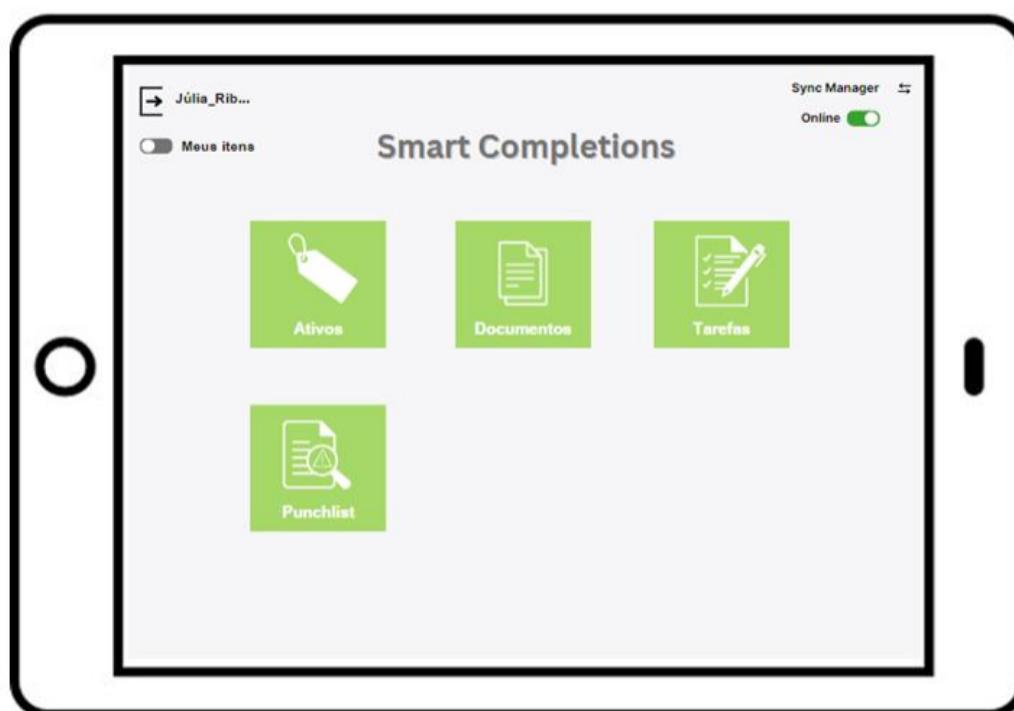 Júlia_Rib...
Sync Manager
Online
Meus itens
Smart Completions
Ativos
Documentos
Tarefas
Punchlist